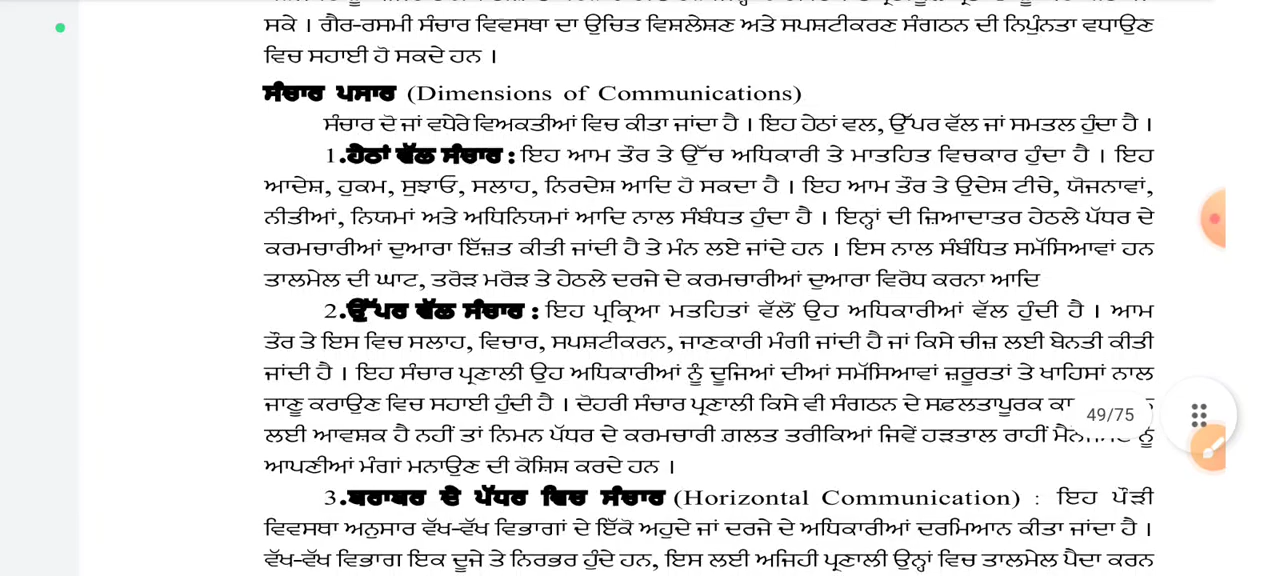 ਸਕੇ । ਗੈਰ-ਰਸਮੀ ਸੰਚਾਰ ਵਿਵਸਥਾ ਦਾ ਉਚਿਤ ਵਿਸ਼ਲੇਸ਼ਣ ਅਤੇ ਸਪਸ਼ਟੀਕਰਣ ਸੰਗਠਨ ਦੀ ਨਿਪੁੰਨਤਾ ਵਧਾਉਣ
ਵਿਚ ਸਹਾਈ ਹੋ ਸਕਦੇ ਹਨ ।
ਸੰਚਾਰ ਪਸਾਰ (Dimensions of Communications)
ਸੰਚਾਰ ਦੋ ਜਾਂ ਵਧੇਰੇ ਵਿਅਕਤੀਆਂ ਵਿਚ ਕੀਤਾ ਜਾਂਦਾ ਹੈ । ਇਹ ਹੇਠਾਂ ਵਲ, ਉੱਪਰ ਵੱਲ ਜਾਂ ਸਮਤਲ ਹੁੰਦਾ ਹੈ ।
1.ਹੇਠਾਂ ਵੱਲ ਸੰਚਾਰ : ਇਹ ਆਮ ਤੌਰ ਤੇ ਉੱਚ ਅਧਿਕਾਰੀ ਤੇ ਮਾਤਹਿਤ ਵਿਚਕਾਰ ਹੁੰਦਾ ਹੈ । ਇਹ
ਆਦੇਸ਼, ਹੁਕਮ, ਸੁਝਾਓ, ਸਲਾਹ, ਨਿਰਦੇਸ਼ ਆਦਿ ਹੋ ਸਕਦਾ ਹੈ । ਇਹ ਆਮ ਤੌਰ ਤੇ ਉਦੇਸ਼ ਟੀਚੇ, ਯੋਜਨਾਵਾਂ,
ਨੀਤੀਆਂ, ਨਿਯਮਾਂ ਅਤੇ ਅਧਿਨਿਯਮਾਂ ਆਦਿ ਨਾਲ ਸੰਬੰਧਤ ਹੁੰਦਾ ਹੈ । ਇਨ੍ਹਾਂ ਦੀ ਜ਼ਿਆਦਾਤਰ ਹੇਠਲੇ ਪੱਧਰ ਦੇ
ਕਰਮਚਾਰੀਆਂ ਦੁਆਰਾ ਇੱਜ਼ਤ ਕੀਤੀ ਜਾਂਦੀ ਹੈ ਤੇ ਮੰਨ ਲਏ ਜਾਂਦੇ ਹਨ । ਇਸ ਨਾਲ ਸੰਬੰਧਿਤ ਸਮੱਸਿਆਵਾਂ ਹਨ
ਤਾਲਮੇਲ ਦੀ ਘਾਟ, ਤਰੋੜ ਮਰੋੜ ਤੇ ਹੇਠਲੇ ਦਰਜੇ ਦੇ ਕਰਮਚਾਰੀਆਂ ਦੁਆਰਾ ਵਿਰੋਧ ਕਰਨਾ ਆਦਿ
2.ਉੱਪਰ ਵੱਲ ਸੰਚਾਰ : ਇਹ ਪ੍ਰਕ੍ਰਿਆ ਮਤਹਿਤਾਂ ਵੱਲੋਂ ਉਹ ਅਧਿਕਾਰੀਆਂ ਵੱਲ ਹੁੰਦੀ ਹੈ । ਆਮ
ਤੌਰ ਤੇ ਇਸ ਵਿਚ ਸਲਾਹ, ਵਿਚਾਰ, ਸਪਸ਼ਟੀਕਰਨ, ਜਾਣਕਾਰੀ ਮੰਗੀ ਜਾਂਦੀ ਹੈ ਜਾਂ ਕਿਸੇ ਚੀਜ਼ ਲਈ ਬੇਨਤੀ ਕੀਤੀ
ਜਾਂਦੀ ਹੈ । ਇਹ ਸੰਚਾਰ ਪ੍ਰਣਾਲੀ ਉਹ ਅਧਿਕਾਰੀਆਂ ਨੂੰ ਦੂਜਿਆਂ ਦੀਆਂ ਸਮੱਸਿਆਵਾਂ ਜ਼ਰੂਰਤਾਂ ਤੇ ਖਾਹਿਸਾਂ ਨਾਲ
ਜਾਣੂ ਕਰਾਉਣ ਵਿਚ ਸਹਾਈ ਹੁੰਦੀ ਹੈ । ਦੋਹਰੀ ਸੰਚਾਰ ਪ੍ਰਣਾਲੀ ਕਿਸੇ ਵੀ ਸੰਗਠਨ ਦੇ ਸਫ਼ਲਤਾਪੂਰਕ
49/75
ਲਈ ਆਵਸ਼ਕ ਹੈ ਨਹੀਂ ਤਾਂ ਨਿਮਨ ਪੱਧਰ ਦੇ ਕਰਮਚਾਰੀ ਗ਼ਲਤ ਤਰੀਕਿਆਂ ਜਿਵੇਂ ਹੜਤਾਲ ਰਾਹੀਂ ਨੂੰ
ਆਪਣੀਆਂ ਮੰਗਾਂ ਮਨਾਉਣ ਦੀ ਕੋਸ਼ਿਸ਼ ਕਰਦੇ ਹਨ ।
3.ਬਰਾਬਰ ਦੇ ਪੱਧਰ ਵਿਚ ਸੰਚਾਰ (Horizontal Communication) : ਇਹ ਪੌੜੀ
ਵਿਵਸਥਾ ਅਨੁਸਾਰ ਵੱਖ-ਵੱਖ ਵਿਭਾਗਾਂ ਦੇ ਇੱਕੋ ਅਹੁਦੇ ਜਾਂ ਦਰਜੇ ਦੇ ਅਧਿਕਾਰੀਆਂ ਦਰਮਿਆਨ ਕੀਤਾ ਜਾਂਦਾ ਹੈ ।
ਵੱਖ-ਵੱਖ ਵਿਭਾਗ ਇਕ ਦੂਜੇ ਤੇ ਨਿਰਭਰ ਹੁੰਦੇ ਹਨ, ਇਸ ਲਈ ਅਜਿਹੀ ਪ੍ਰਣਾਲੀ ਉਨ੍ਹਾਂ ਵਿਚ ਤਾਲਮੇਲ ਪੈਦਾ ਕਰਨ